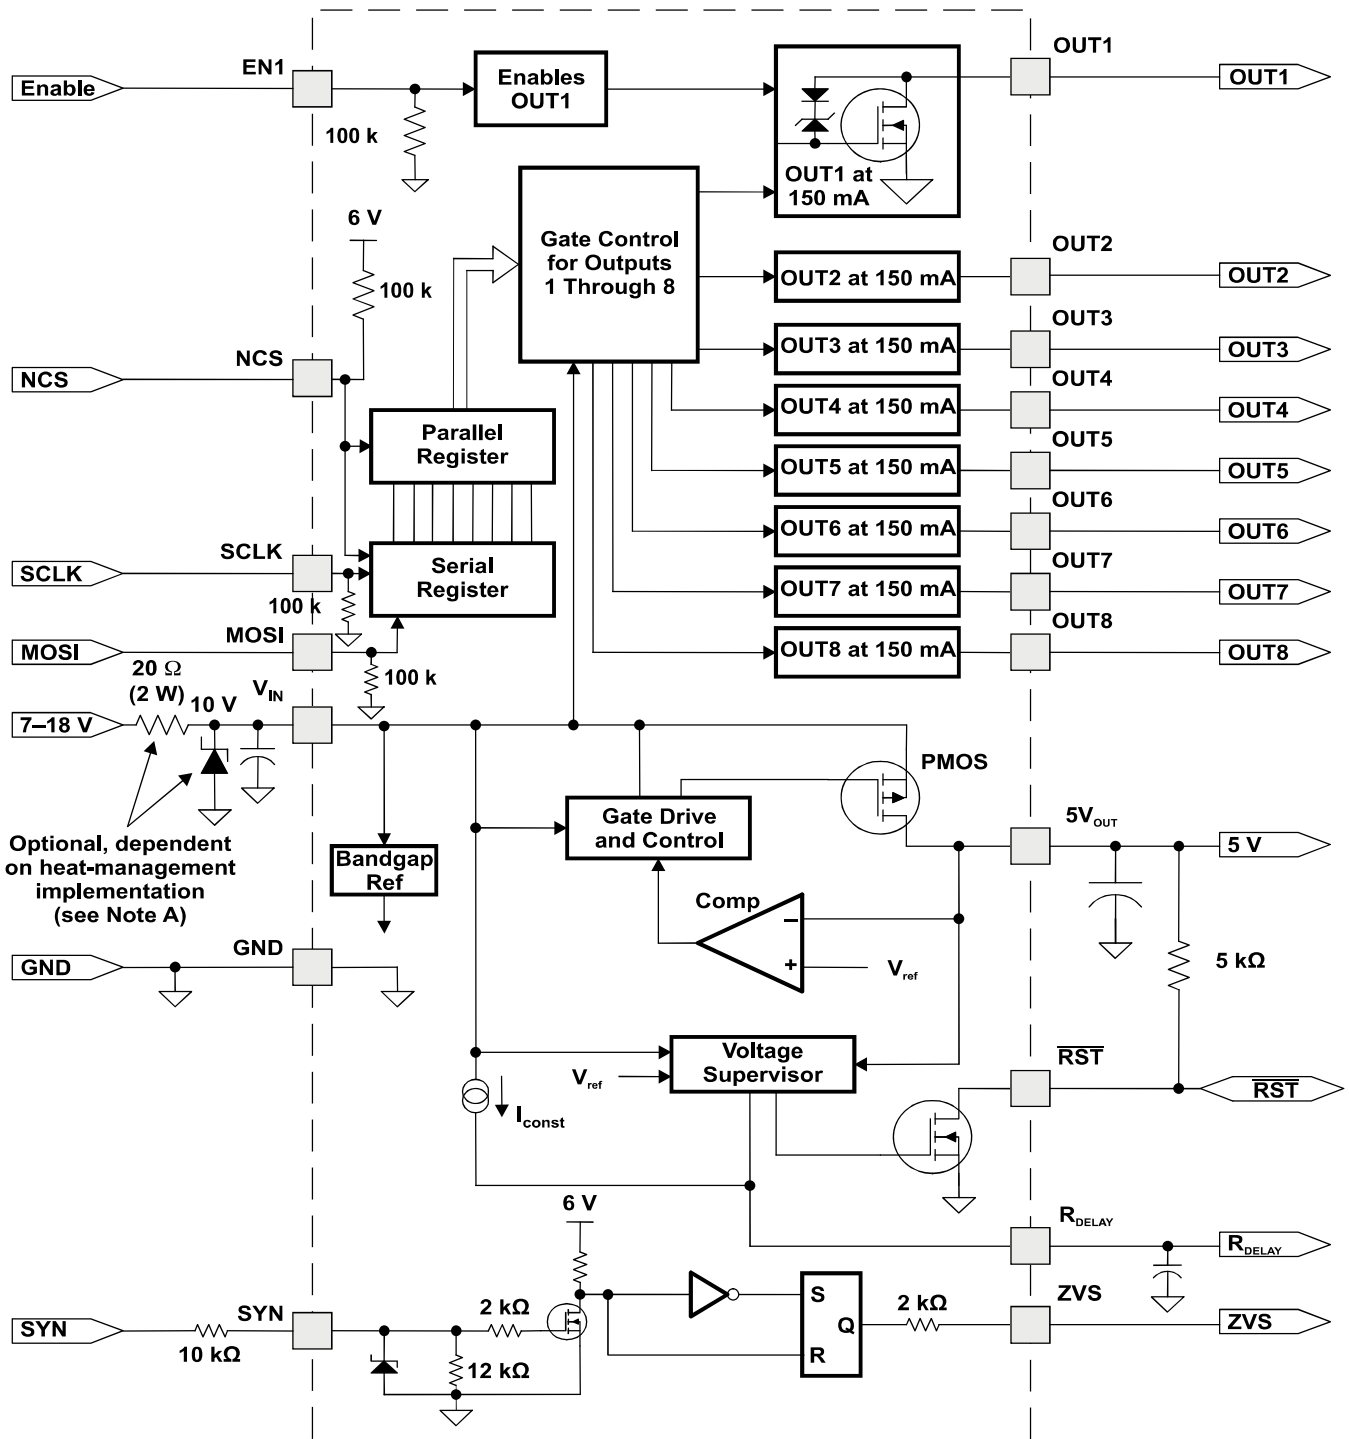 Enable
EN1
Enables
OUT1
100 k
OUT1 at
150 mA
OUT1
OUT1
6 V
100 k
Gate Control
for Outputs
1 Through 8
OUT2 at 150 mA
OUT2
OUT2
OUT3 at 150 mA
OUT3
OUT3
NCS
NCS
OUT4 at 150 mA
OUT4
OUT4
Parallel
Register
OUT5 at 150 mA
OUT5
OUT5
OUT6 at 150 mA
OUT6
OUT6
SCLK
SCLK
Serial
Register
100 k
OUT7 at 150 mA
OUT7
OUT7
MOSI
MOSI
100 k
OUT8 at 150 mA
OUT8
OUT8
20 Ω
(2 W)
10 V
VIN
7–18 V
PMOS
Optional, dependent
on heat-management
implementation
(see Note A)
Bandgap
Ref
Gate Drive
and Control
5VOUT
5 V
Comp
–
+
Vref
5 kΩ
GND
GND
Voltage
Supervisor
Vref
Iconst
R̅S̅T̅
R̅S̅T̅
6 V
RDELAY
RDELAY
SYN
10 kΩ
SYN
2 kΩ
12 kΩ
S
R
Q
2 kΩ
ZVS
ZVS